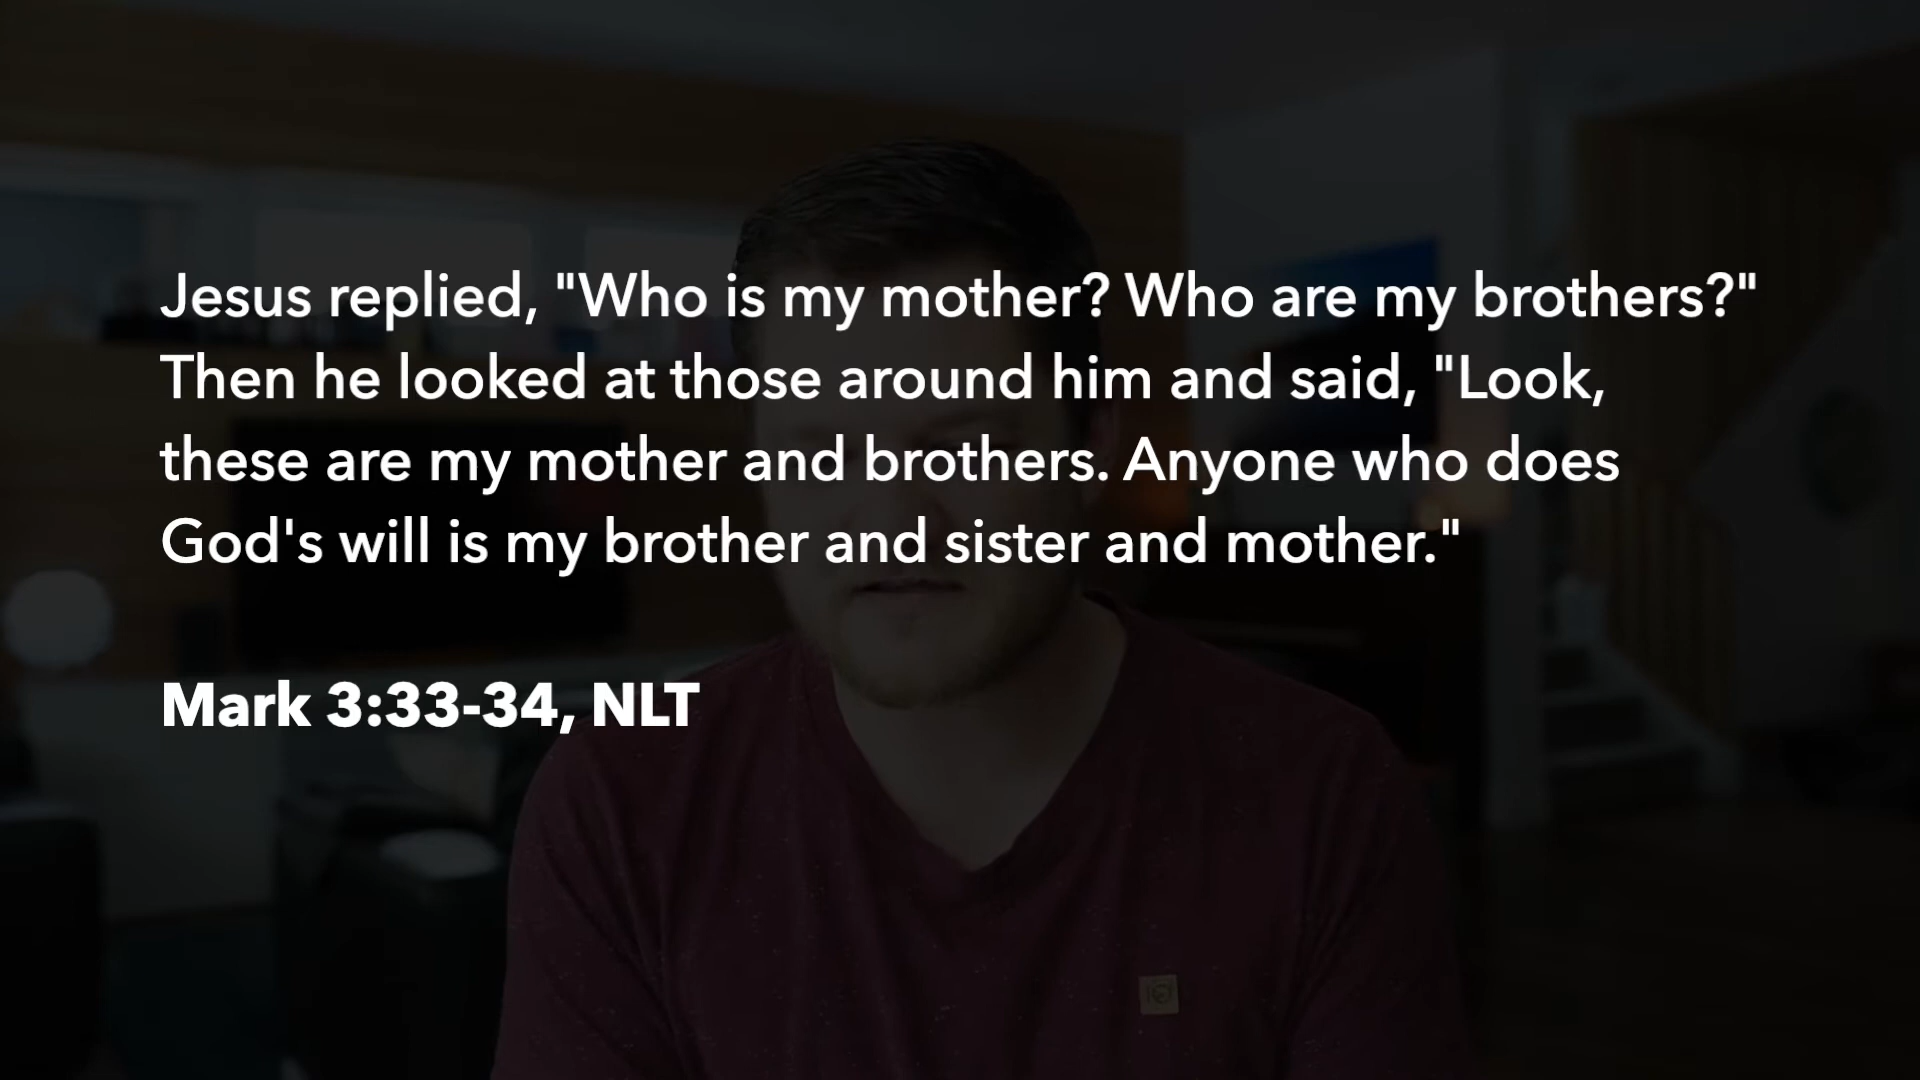 Jesus replied, "Who is my mother? Who are my brothers?"
Then he looked at those around him and said, "Look,
these are my mother and brothers. Anyone who does
God's will is my brother and sister and mother."
Mark 3:33-34, NLT